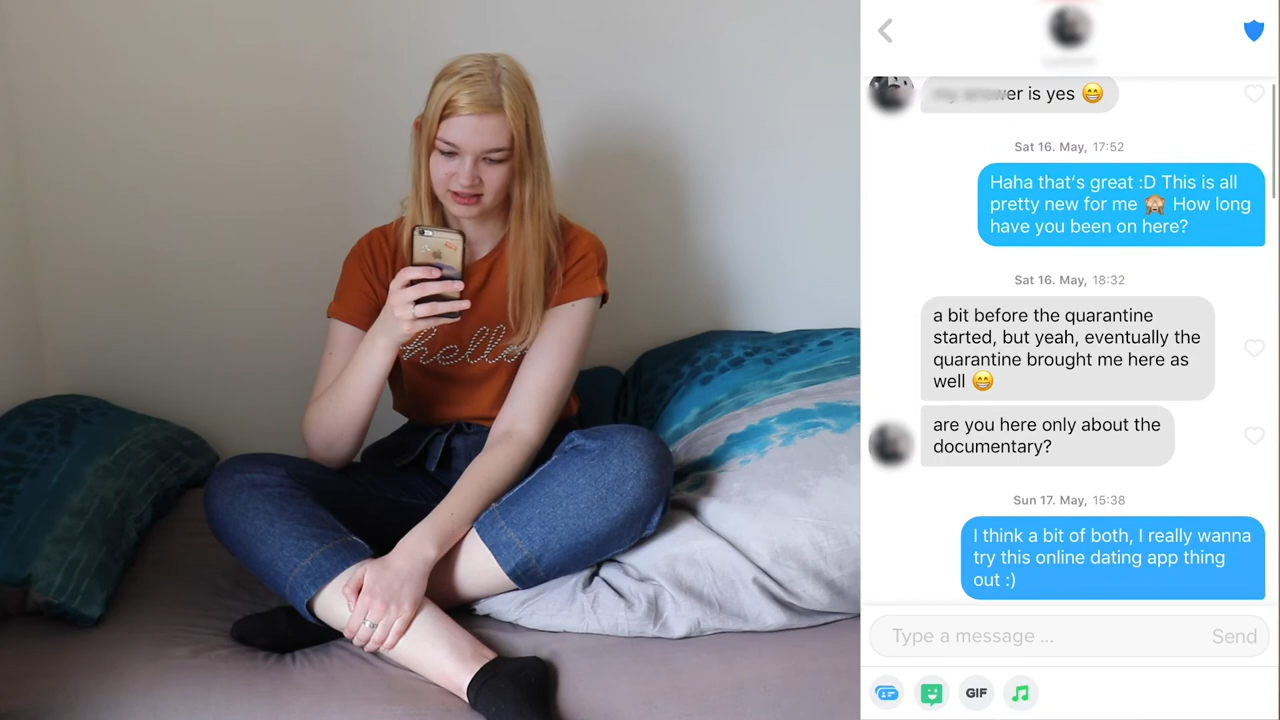 hello
er is yes 😁
Sat 16. May, 17:52
Haha that's great :D This is all
pretty new for me 🙈 How long
have you been on here?
Sat 16. May, 18:32
a bit before the quarantine
started, but yeah, eventually the
quarantine brought me here as
well 😁
are you here only about the
documentary?
Sun 17. May, 15:38
I think a bit of both, I really wanna
try this online dating app thing
out :)
Type a message ...
Send
GIF